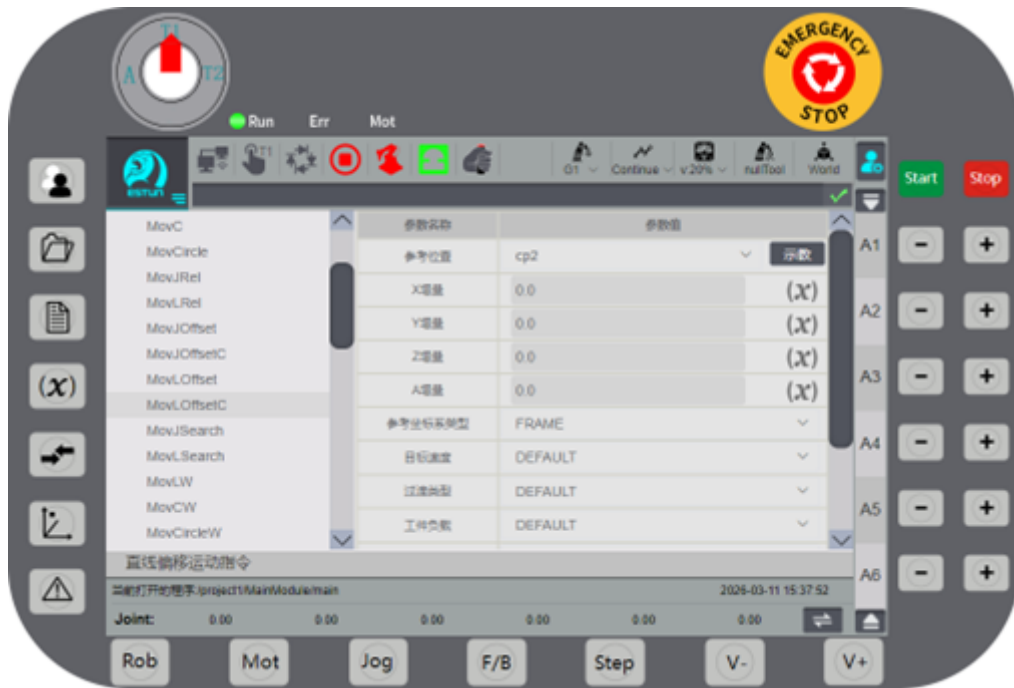 T1
A
T2
EMERGENCY
STOP
Run Err Mot
ESTUN
T1
G1 Continue v:20% nullTool World
Start Stop
MovC
MovCircle
MovJRel
MovLRel
MovJOffset
MovJOffsetC
MovLOffset
MovLOffsetC
MovJSearch
MovLSearch
MovLW
MovCW
MovCircleW
参数名称 参数值
参考位置 cp2 示教
X增量 0.0 (x)
Y增量 0.0 (x)
Z增量 0.0 (x)
A增量 0.0 (x)
参考坐标系类型 FRAME
目标速度 DEFAULT
过渡类型 DEFAULT
工件负载 DEFAULT
A1 - +
A2 - +
A3 - +
A4 - +
A5 - +
A6 - +
(x)
直线偏移运动指令
当前打开的程序:/project1/MainModule/main 2026-03-11 15:37:52
Joint: 0.00 0.00 0.00 0.00 0.00 0.00
Rob Mot Jog F/B Step V- V+